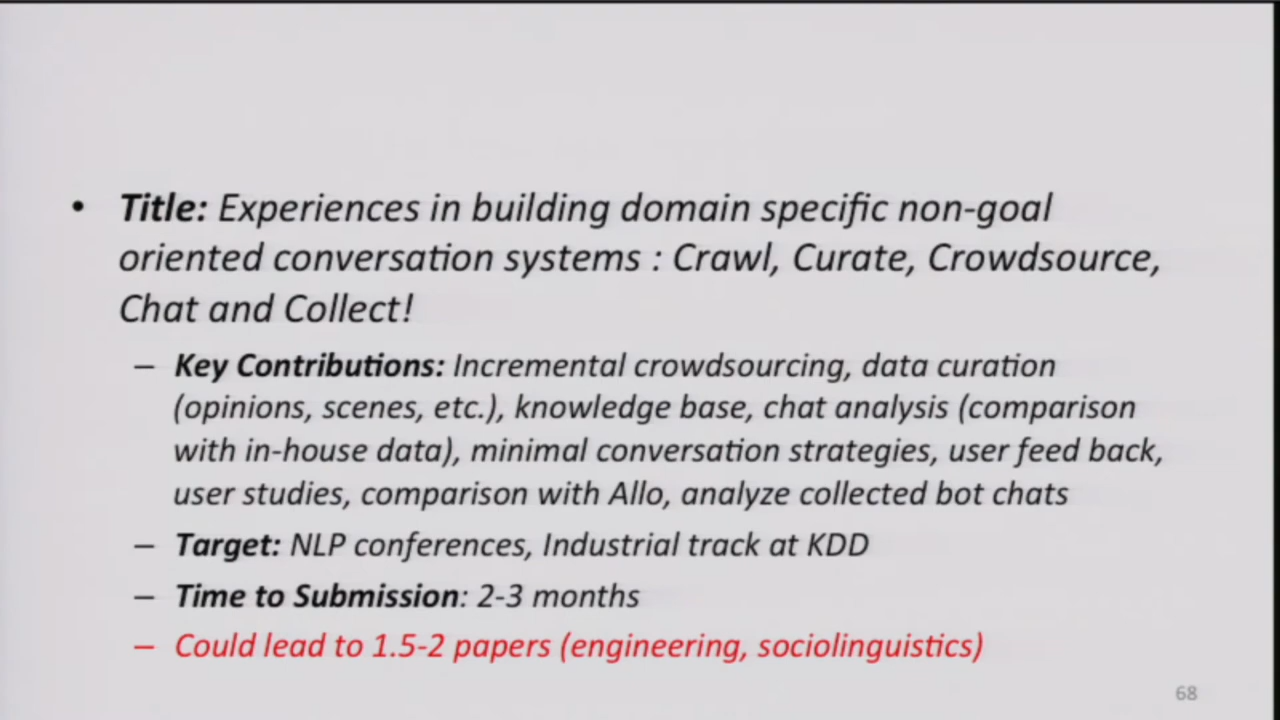 • Title: Experiences in building domain specific non-goal
oriented conversation systems : Crawl, Curate, Crowdsource,
Chat and Collect!
– Key Contributions: Incremental crowdsourcing, data curation
(opinions, scenes, etc.), knowledge base, chat analysis (comparison
with in-house data), minimal conversation strategies, user feed back,
user studies, comparison with Allo, analyze collected bot chats
– Target: NLP conferences, Industrial track at KDD
– Time to Submission: 2-3 months
– Could lead to 1.5-2 papers (engineering, sociolinguistics)
68